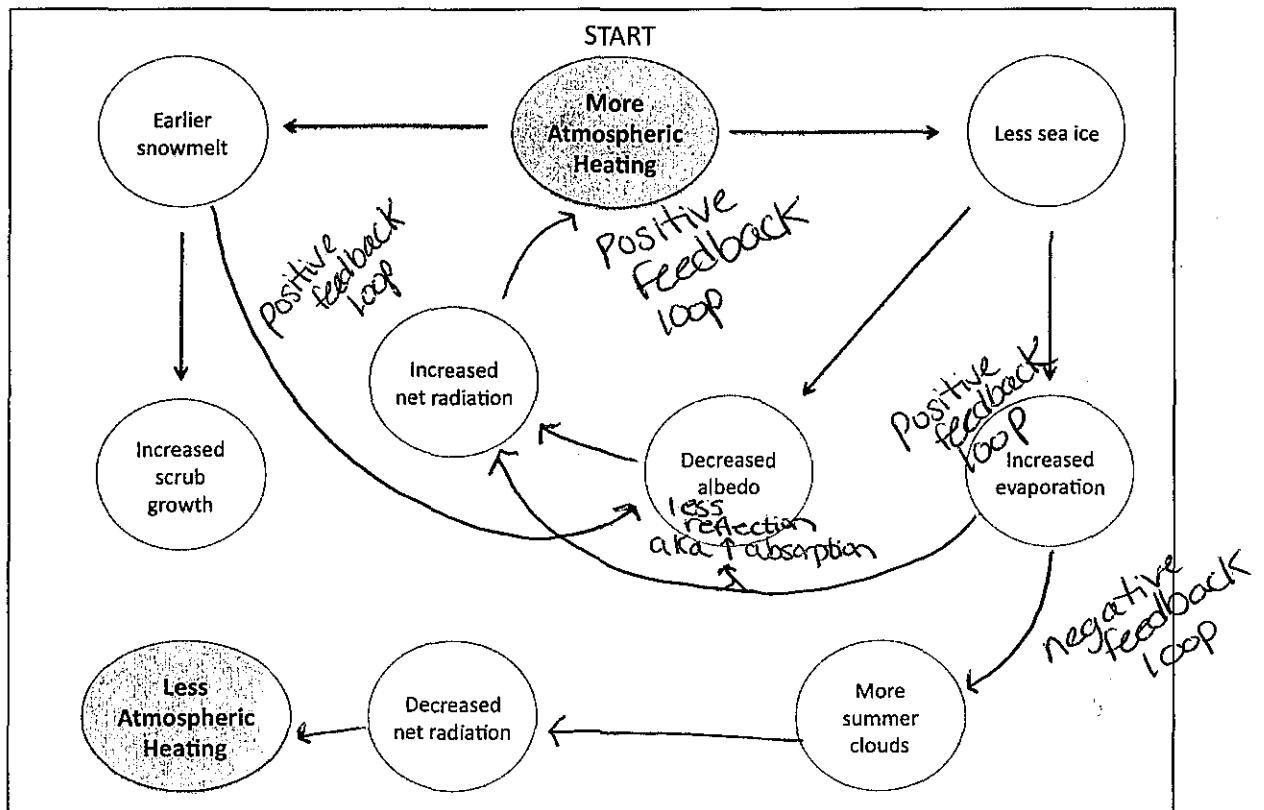 START
Earlier
snowmelt
More
Atmospheric
Heating
Less sea ice
positive
feedback
loop
Positive
feedback
loop
Increased
net radiation
positive
feedback
loop
Increased
scrub
growth
Decreased
albedo
less
reflection
aka ↑ absorption
Increased
evaporation
negative
feedback
loop
Less
Atmospheric
Heating
Decreased
net radiation
More
summer
clouds